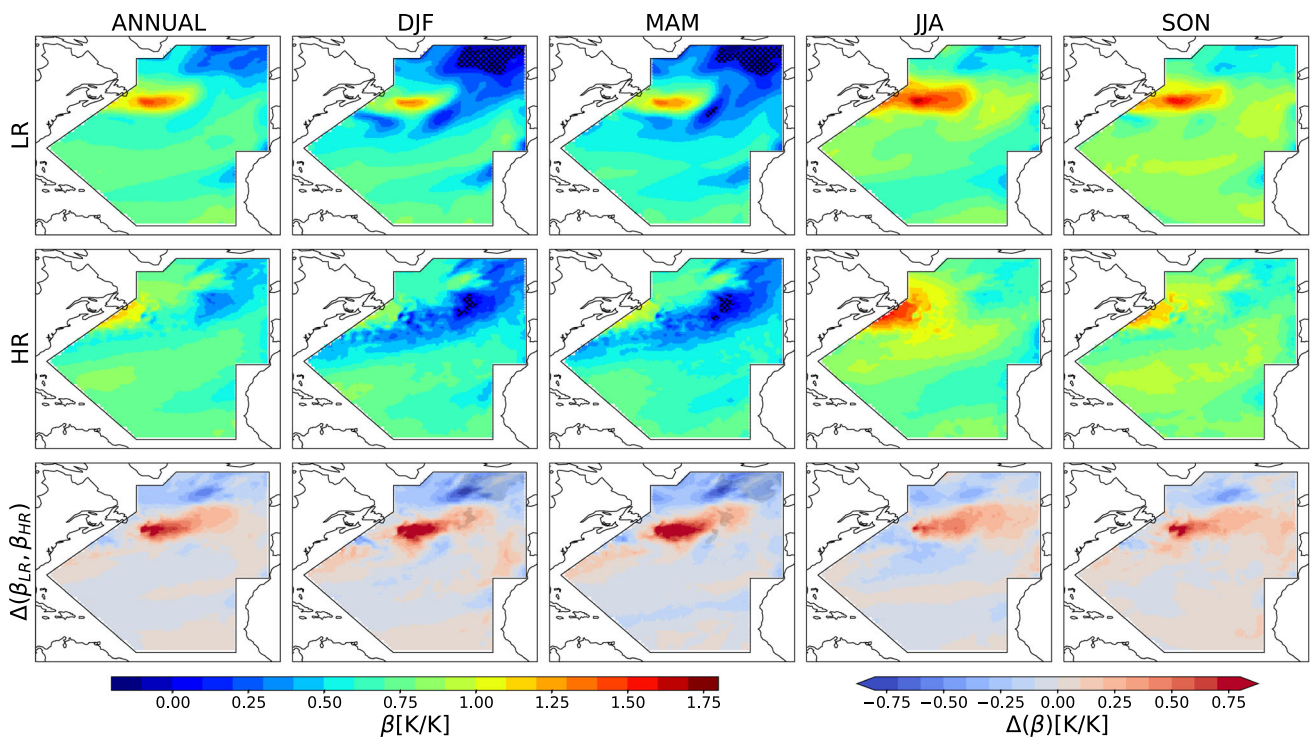 ANNUAL DJF MAM JJA SON
LR
HR
Δ(β_LR, β_HR)
0.00 0.25 0.50 0.75 1.00 1.25 1.50 1.75
β[K/K]
−0.75 −0.50 −0.25 0.00 0.25 0.50 0.75
Δ(β)[K/K]